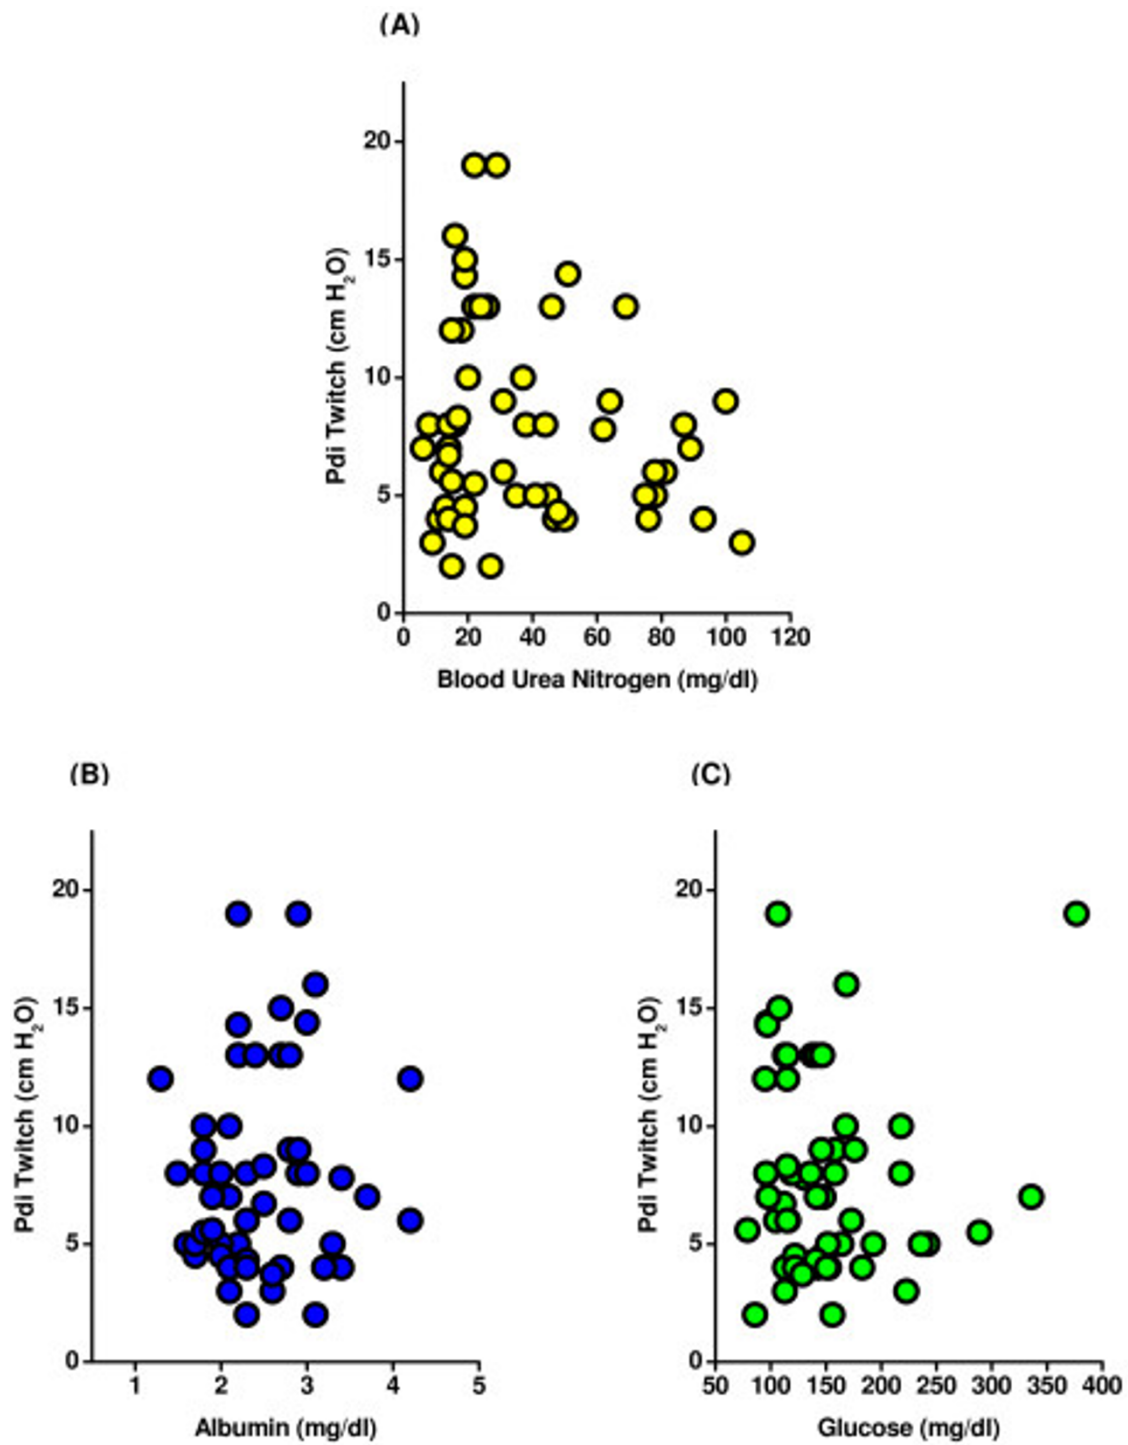 (A)
20
15
10
5
0
0 20 40 60 80 100 120
Pdi Twitch (cm H₂O)
Blood Urea Nitrogen (mg/dl)
(B)
20
15
10
5
0
1 2 3 4 5
Pdi Twitch (cm H₂O)
Albumin (mg/dl)
(C)
20
15
10
5
0
50 100 150 200 250 300 350 400
Pdi Twitch (cm H₂O)
Glucose (mg/dl)